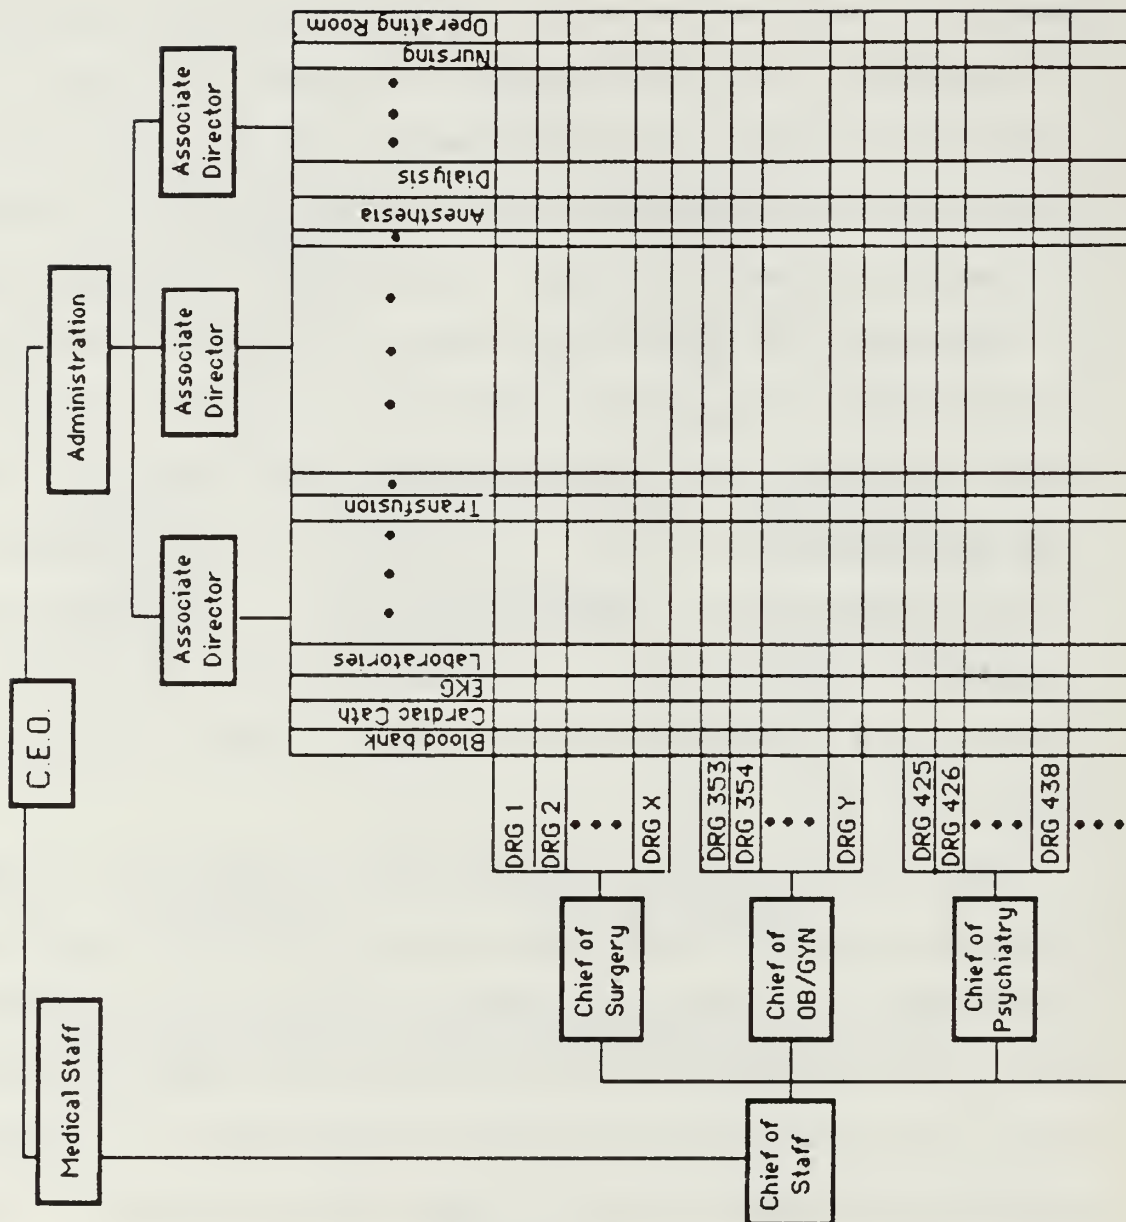 C.E.O.
Medical Staff
Administration
Associate
Director
Associate
Director
Associate
Director
Blood bank
Cardiac Cath
EKG
Laboratories
Transfusion
Anesthesia
Dialysis
Nursing
Operating Room
Chief of
Staff
Chief of
Surgery
DRG 1
DRG 2
DRG X
Chief of
OB/GYN
DRG 353
DRG 354
DRG Y
Chief of
Psychiatry
DRG 425
DRG 426
DRG 438